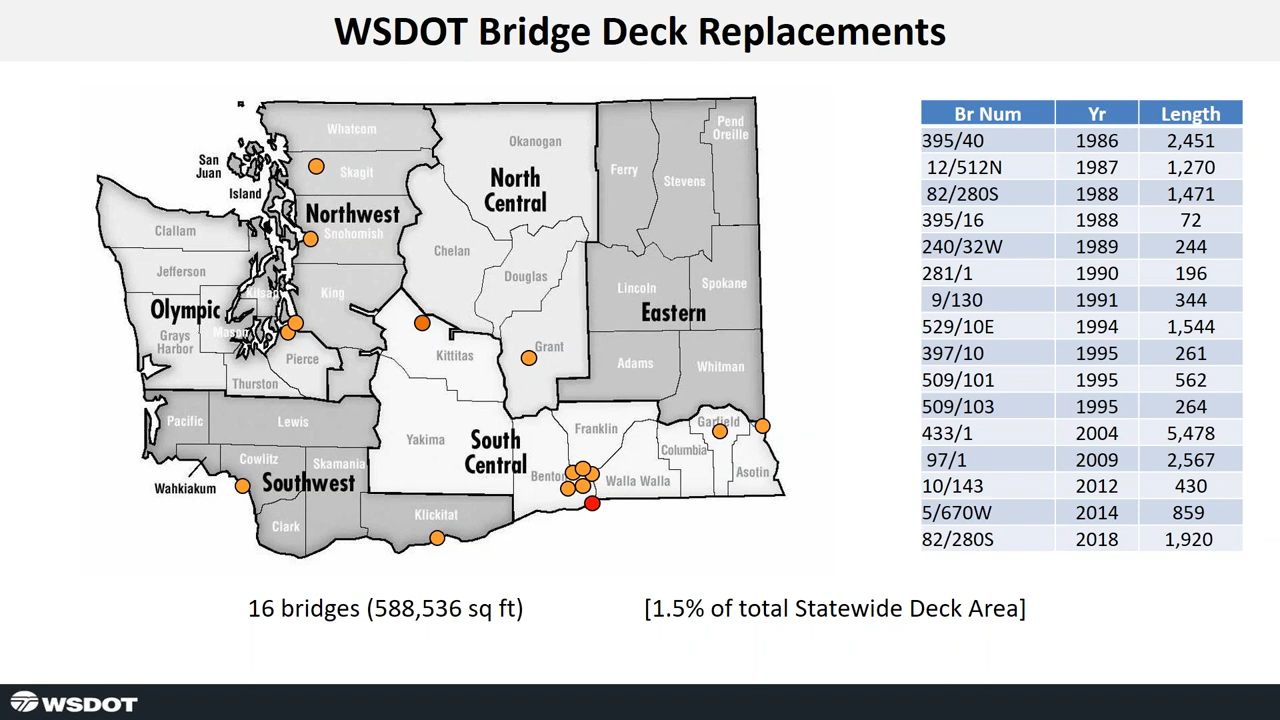 WSDOT Bridge Deck Replacements
Whatcom
Okanogan
Pend
Oreille
San
Juan
Skagit
Ferry
Stevens
Island
North
Central
Northwest
Snohomish
Clallam
Chelan
Jefferson
Douglas
Kitsap
King
Lincoln
Spokane
Olympic
Eastern
Mason
Grays
Harbor
Kittitas
Grant
Pierce
Adams
Whitman
Thurston
Pacific
Lewis
Yakima
South
Central
Franklin
Garfield
Columbia
Cowlitz
Skamania
Benton
Walla Walla
Asotin
Wahkiakum
Southwest
Clark
Klickitat
Br Num Yr Length
395/40 1986 2,451
12/512N 1987 1,270
82/280S 1988 1,471
395/16 1988 72
240/32W 1989 244
281/1 1990 196
9/130 1991 344
529/10E 1994 1,544
397/10 1995 261
509/101 1995 562
509/103 1995 264
433/1 2004 5,478
97/1 2009 2,567
10/143 2012 430
5/670W 2014 859
82/280S 2018 1,920
16 bridges (588,536 sq ft)
[1.5% of total Statewide Deck Area]
WSDOT